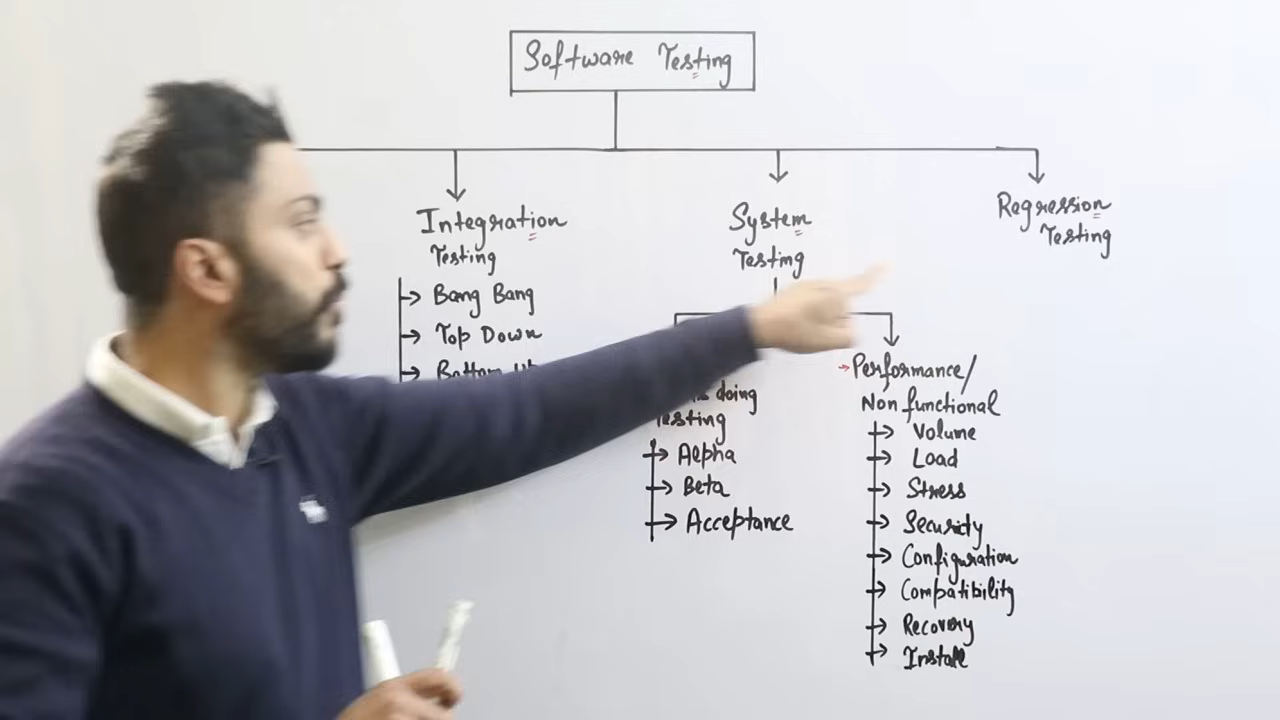 Software Testing
Integration
Testing
Bang Bang
Top Down
Bottom
System
Testing
doing
Testing
Alpha
Beta
Acceptance
Performance/
Non functional
Volume
Load
Stress
Security
Configuration
Compatibility
Recovery
Install
Regression
Testing